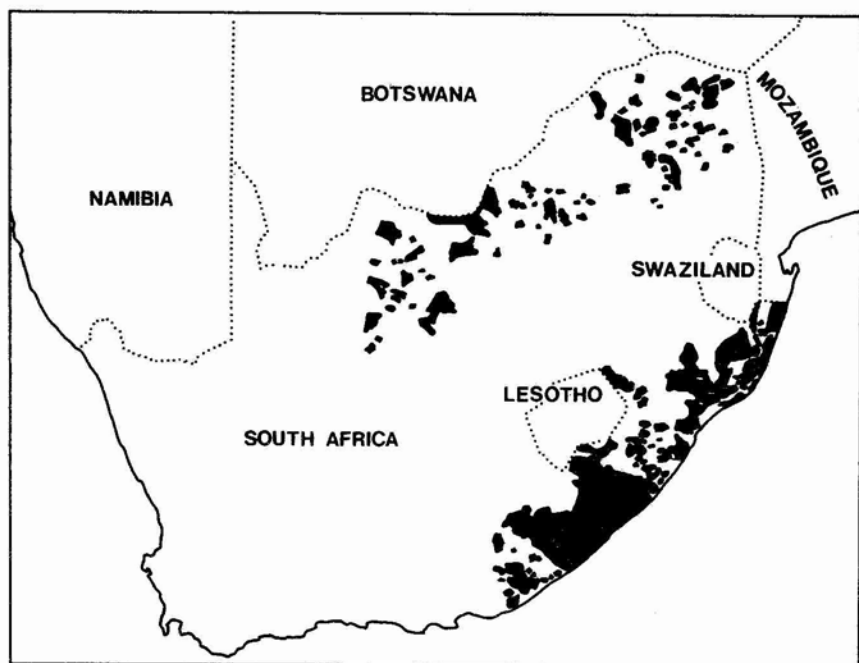 BOTSWANA
MOZAMBIQUE
NAMIBIA
SWAZILAND
LESOTHO
SOUTH AFRICA